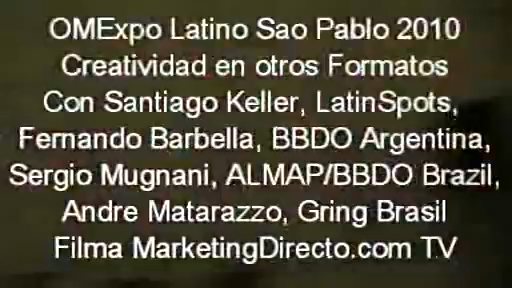 OMExpo Latino Sao Pablo 2010
Creatividad en otros Formatos
Con Santiago Keller, LatinSpots,
Fernando Barbella, BBDO Argentina,
Sergio Mugnani, ALMAP/BBDO Brazil,
Andre Matarazzo, Gring Brasil
Filma MarketingDirecto.com TV